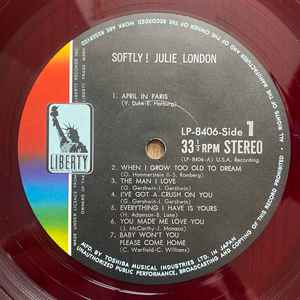 SOFTLY! JULIE LONDON
1 APRIL IN PARIS
(V. Duke-E. Harburg)
LP-8406-Side 1
33⅓ RPM STEREO
(LP-8406-A) U.S.A. Recording
LIBERTY
2 WHEN I GROW TOO OLD TO DREAM
(O. Hammerstein II-S. Romberg)
3 THE MAN I LOVE
(G. Gershwin-I. Gershwin)
4 I'VE GOT A CRUSH ON YOU
(G. Gershwin-I. Gershwin)
5 EVERYTHING I HAVE IS YOURS
(H. Adamson-B. Lane)
6 YOU MADE ME LOVE YOU
(J. McCarthy-J. Monaco)
7 BABY WON'T YOU
PLEASE COME HOME
(C. Warfield-C. Williams)
MFD. BY TOSHIBA MUSICAL INDUSTRIES LTD. IN
UNAUTHORIZED PUBLIC PERFORMANCE, BROADCASTING AND COPYING OF